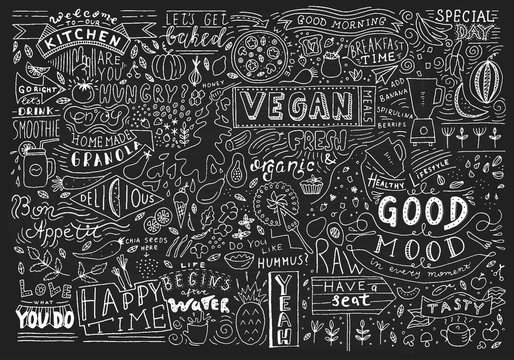 welcome
to our
KITCHEN
ARE
YOU
HUNGRY?
GO RIGHT
let's
DRINK
SMOOTHIE
Enjoy
HOME MADE
GRANOLA
DELICIOUS
Bon
Appetit
CHIA SEEDS
HERE
LOVE
WHAT
YOU DO
HAPPY
TIME
LET'S GET
baked
HONEY
GOOD MORNING
BREAKFAST
TIME
SPECIAL
DAY
VEGAN
MEALS
ADD
BANANA
SPIRULINA
BERRIES
FRESH
&
organic
HEALTHY
LIFESTYLE
GOOD
MOOD
in every moment
DO YOU
LIKE
HUMMUS?
RAW
LIFE
BEGINS
after
WATER
YEAH
HAVE A
seat
TASTY